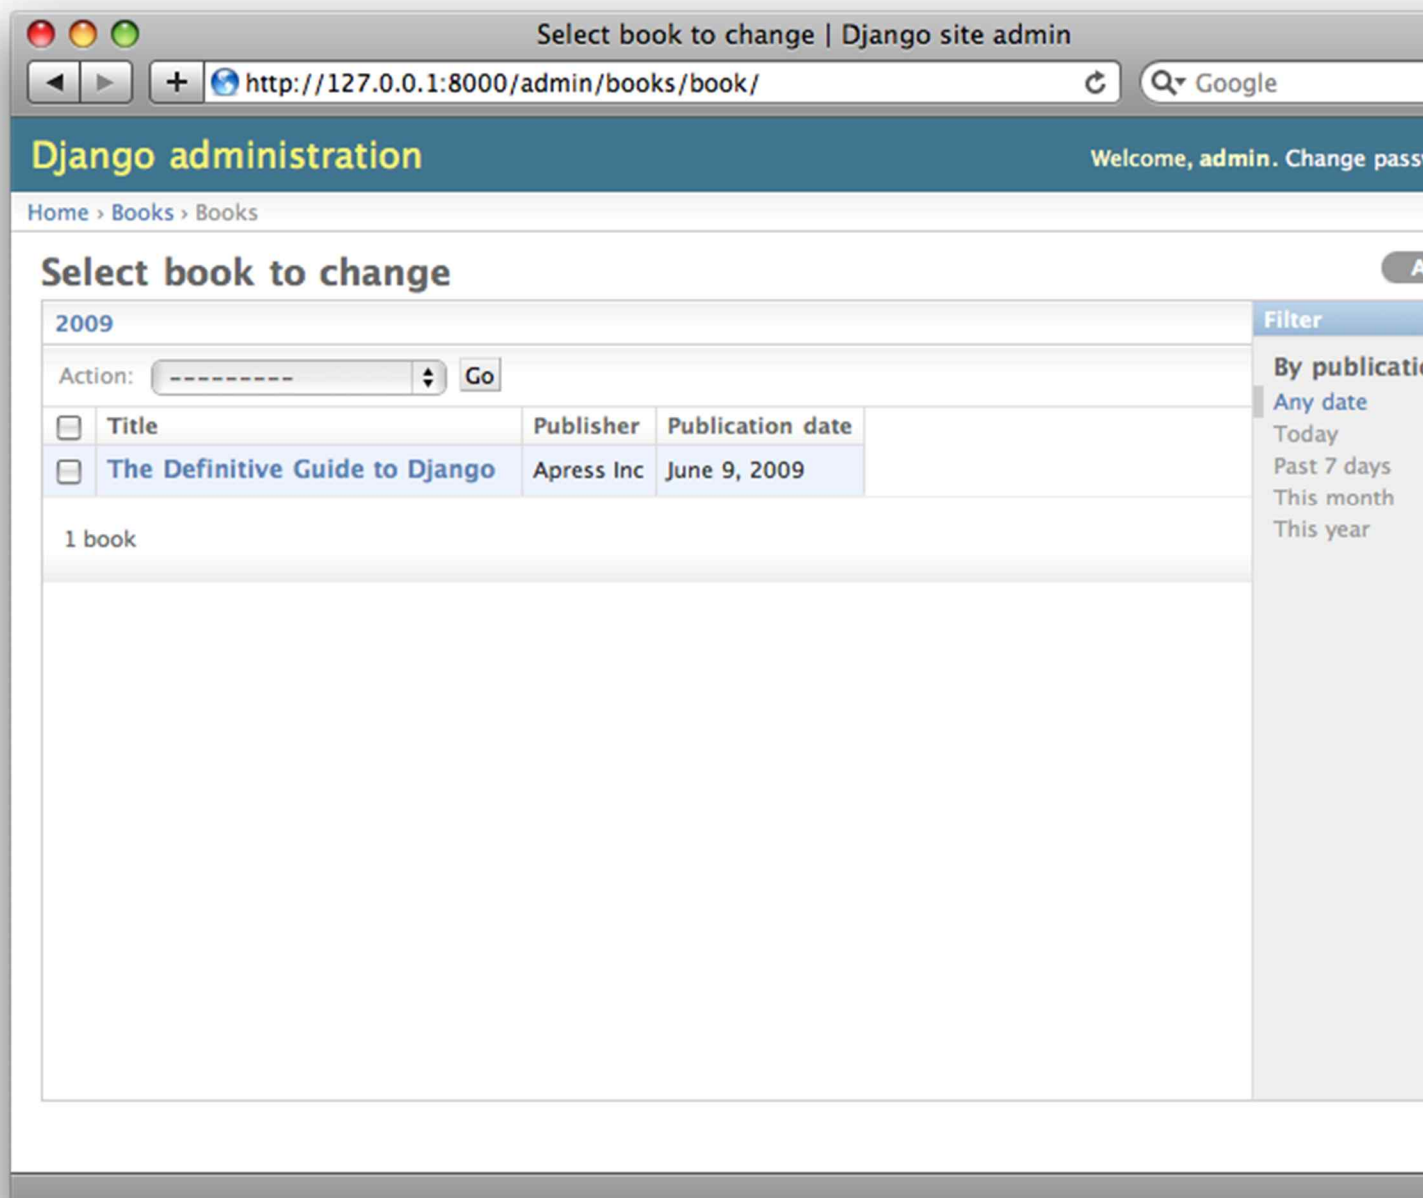 Select book to change | Django site admin
http://127.0.0.1:8000/admin/books/book/
Google
Django administration
Welcome, admin. Change
Home › Books › Books
Select book to change
2009
Filter
Action: --------- Go
By
Any date
Today
Past 7 days
This month
This year
Title Publisher Publication date
The Definitive Guide to Django Apress Inc June 9, 2009
1 book